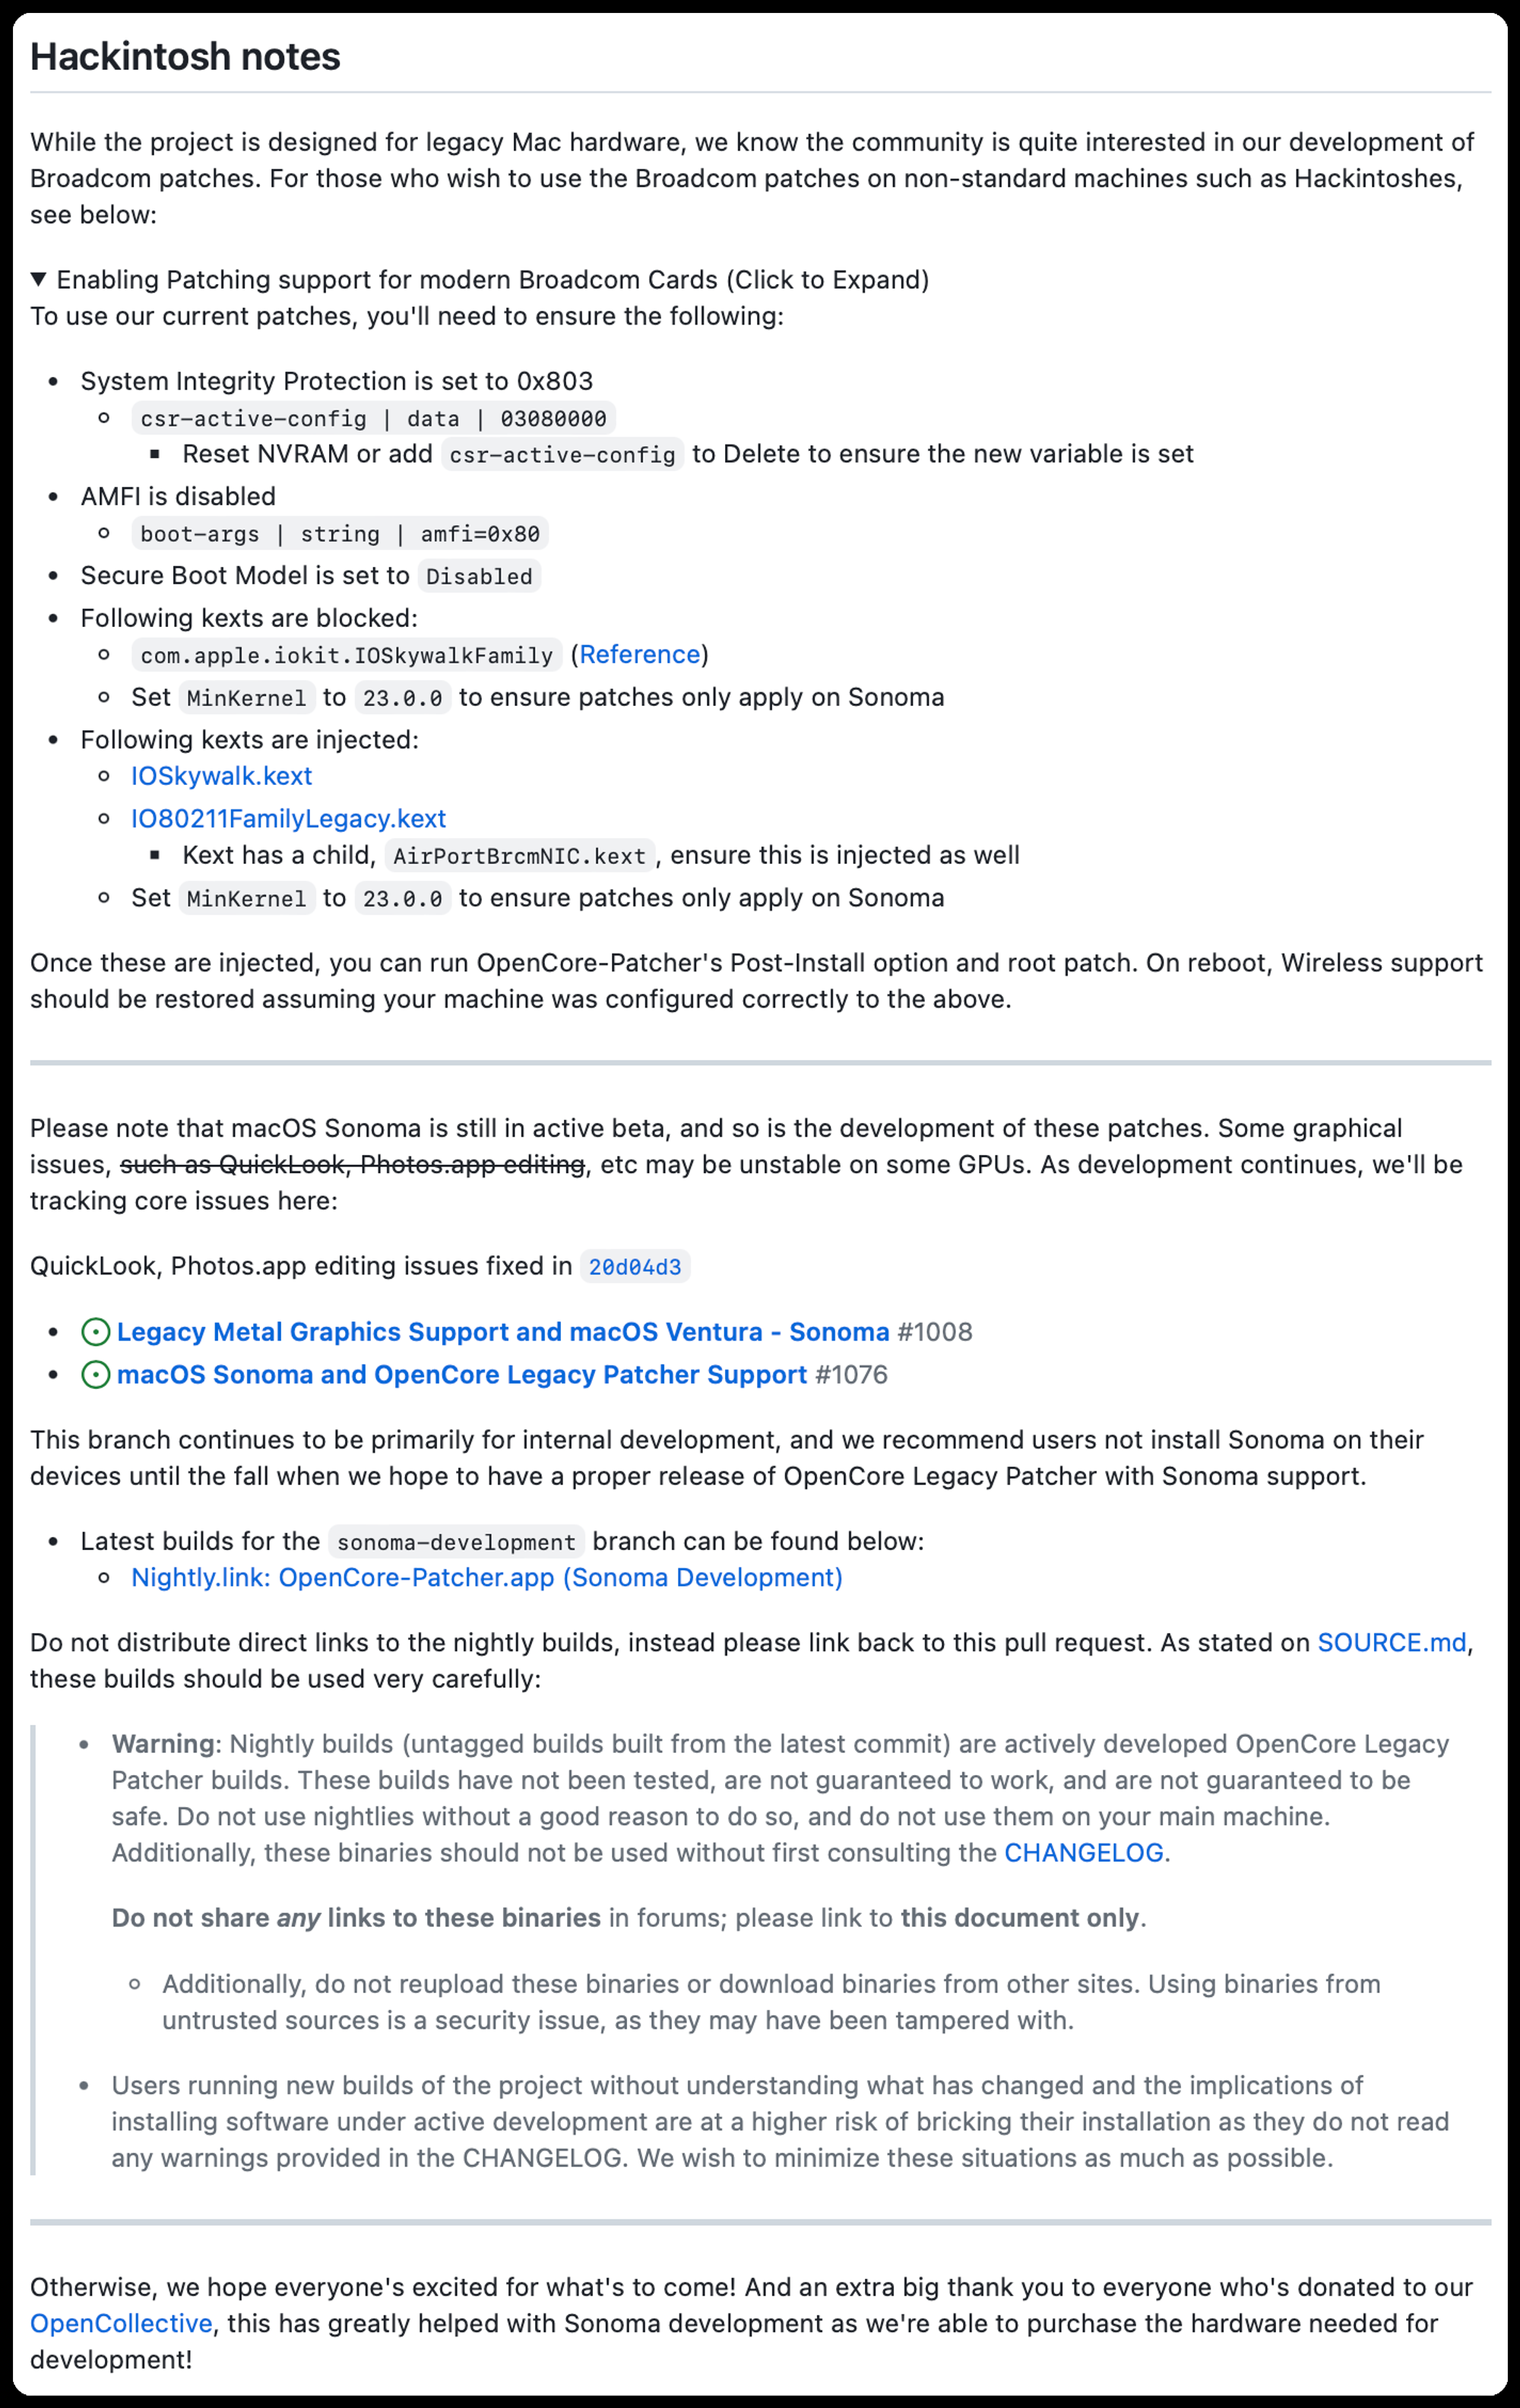 Hackintosh notes
While the project is designed for legacy Mac hardware, we know the community is quite interested in our development of
Broadcom patches. For those who wish to use the Broadcom patches on non-standard machines such as Hackintoshes,
see below:
▼ Enabling Patching support for modern Broadcom Cards (Click to Expand)
To use our current patches, you'll need to ensure the following:
• System Integrity Protection is set to 0x803
◦ csr-active-config | data | 03080000
▪ Reset NVRAM or add csr-active-config to Delete to ensure the new variable is set
• AMFI is disabled
◦ boot-args | string | amfi=0x80
• Secure Boot Model is set to Disabled
• Following kexts are blocked:
◦ com.apple.iokit.IOSkywalkFamily (Reference)
◦ Set MinKernel to 23.0.0 to ensure patches only apply on Sonoma
• Following kexts are injected:
◦ IOSkywalk.kext
◦ IO80211FamilyLegacy.kext
▪ Kext has a child, AirPortBrcmNIC.kext, ensure this is injected as well
◦ Set MinKernel to 23.0.0 to ensure patches only apply on Sonoma
Once these are injected, you can run OpenCore-Patcher's Post-Install option and root patch. On reboot, Wireless support
should be restored assuming your machine was configured correctly to the above.
Please note that macOS Sonoma is still in active beta, and so is the development of these patches. Some graphical
issues, such as QuickLook, Photos.app editing, etc may be unstable on some GPUs. As development continues, we'll be
tracking core issues here:
QuickLook, Photos.app editing issues fixed in 20d04d3
• Legacy Metal Graphics Support and macOS Ventura - Sonoma #1008
• macOS Sonoma and OpenCore Legacy Patcher Support #1076
This branch continues to be primarily for internal development, and we recommend users not install Sonoma on their
devices until the fall when we hope to have a proper release of OpenCore Legacy Patcher with Sonoma support.
• Latest builds for the sonoma-development branch can be found below:
◦ Nightly.link: OpenCore-Patcher.app (Sonoma Development)
Do not distribute direct links to the nightly builds, instead please link back to this pull request. As stated on SOURCE.md,
these builds should be used very carefully:
• Warning: Nightly builds (untagged builds built from the latest commit) are actively developed OpenCore Legacy
Patcher builds. These builds have not been tested, are not guaranteed to work, and are not guaranteed to be
safe. Do not use nightlies without a good reason to do so, and do not use them on your main machine.
Additionally, these binaries should not be used without first consulting the CHANGELOG.
Do not share any links to these binaries in forums; please link to this document only.
◦ Additionally, do not reupload these binaries or download binaries from other sites. Using binaries from
untrusted sources is a security issue, as they may have been tampered with.
• Users running new builds of the project without understanding what has changed and the implications of
installing software under active development are at a higher risk of bricking their installation as they do not read
any warnings provided in the CHANGELOG. We wish to minimize these situations as much as possible.
Otherwise, we hope everyone's excited for what's to come! And an extra big thank you to everyone who's donated to our
OpenCollective, this has greatly helped with Sonoma development as we're able to purchase the hardware needed for
development!